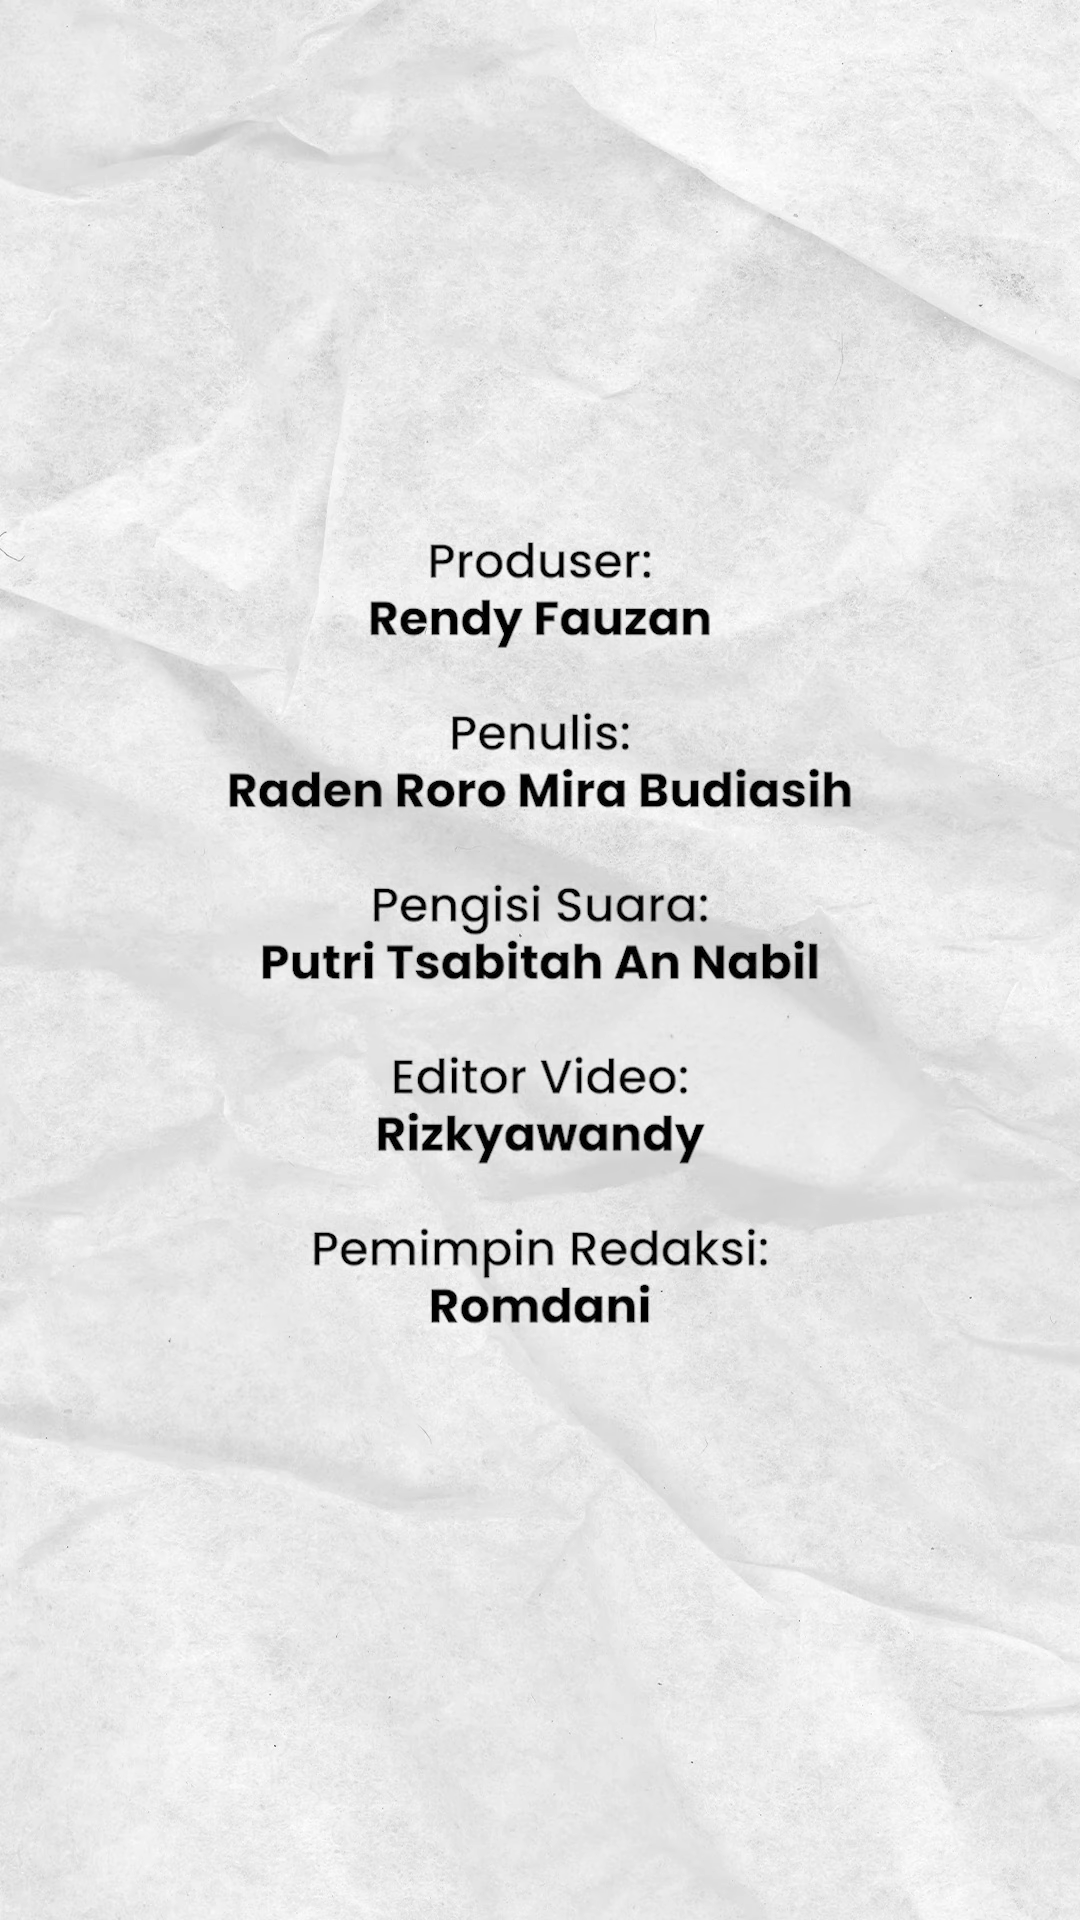 Produser:
Rendy Fauzan
Penulis:
Raden Roro Mira Budiasih
Pengisi Suara:
Putri Tsabitah An Nabil
Editor Video:
Rizkyawandy
Pemimpin Redaksi:
Romdani